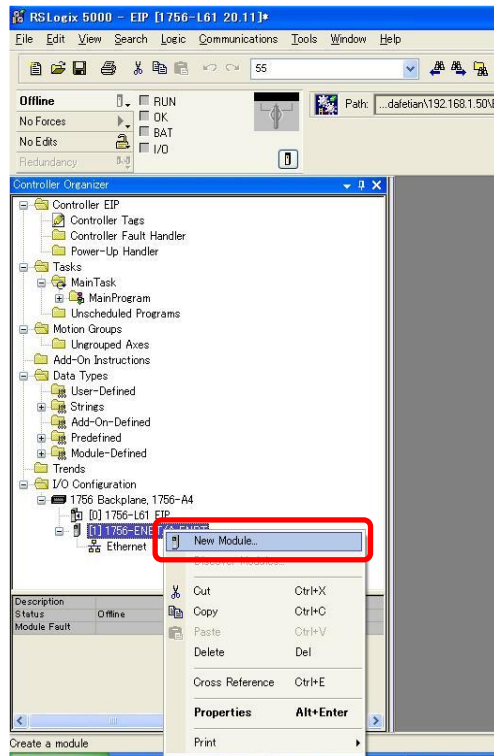 RSLogix 5000 - EIP [1756-L61 20.11]*
File Edit View Search Logic Communications Tools Window Help
55
Offline RUN
No Forces OK
No Edits BAT
Redundancy I/O
Path: ...dafetian\192.168.1.50\
Controller Organizer
Controller EIP
Controller Tags
Controller Fault Handler
Power-Up Handler
Tasks
MainTask
MainProgram
Unscheduled Programs
Motion Groups
Ungrouped Axes
Add-On Instructions
Data Types
User-Defined
Strings
Add-On-Defined
Predefined
Module-Defined
Trends
I/O Configuration
1756 Backplane, 1756-A4
[0] 1756-L61 EIP
[1] 1756-EN
Ethernet
New Module...
Discover Modules...
Cut Ctrl+X
Copy Ctrl+C
Paste Ctrl+V
Delete Del
Cross Reference Ctrl+E
Properties Alt+Enter
Print
Description
Status Offline
Module Fault
Create a module